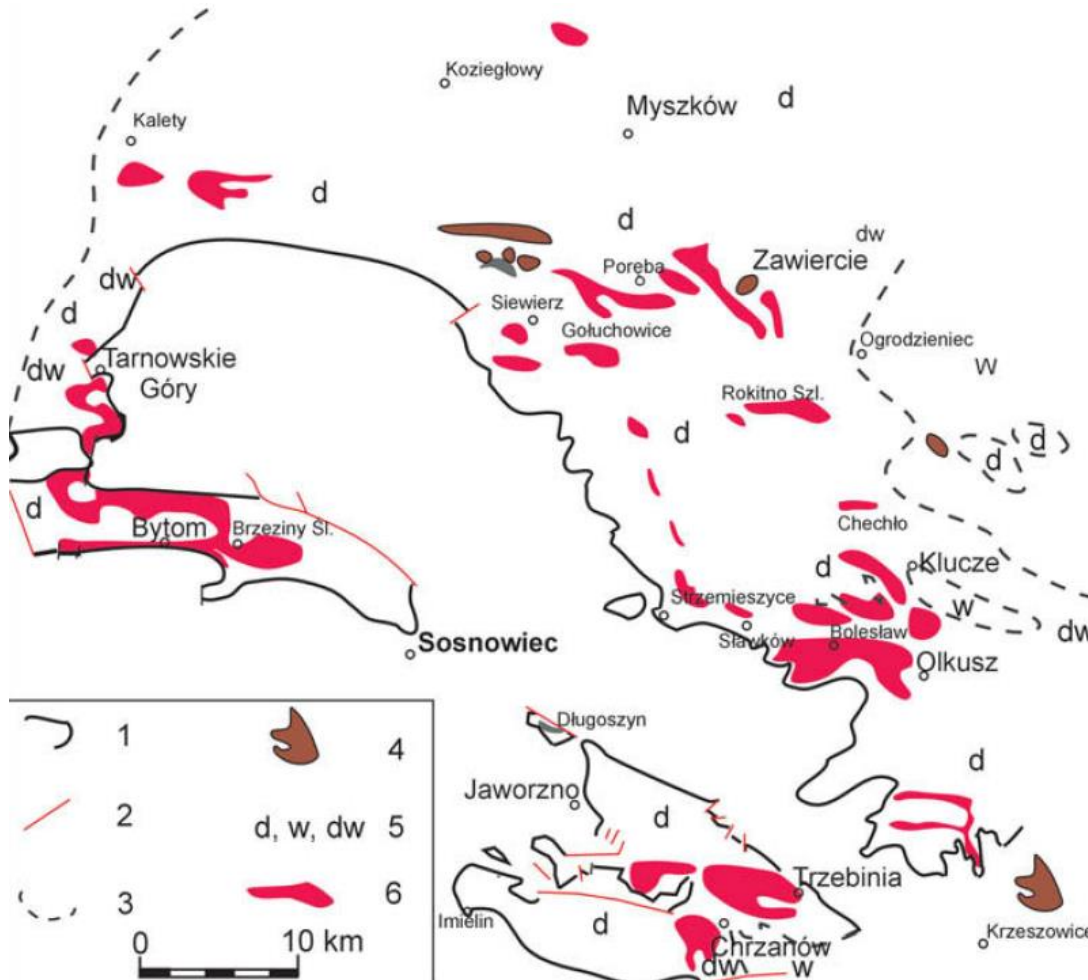 Koziegłowy
Myszków
d
Kalety
d
d
dw
dw
Poręba
Zawiercie
Siewierz
d
Gołuchowice
Ogrodzieniec
dw
Tarnowskie
Góry
W
Rokitno Szl.
d
d
d
d
Bytom
Brzeziny Śl.
Chechło
d
Klucze
w
Strzemieszyce
dw
Sławków
Bolesław
Sosnowiec
Olkusz
Długoszyn
1
4
d
Jaworzno
2
d, w, dw
5
d
3
6
Trzebinia
Imielin
d
Krzeszowice
Chrzanów
0
10 km
dw
w